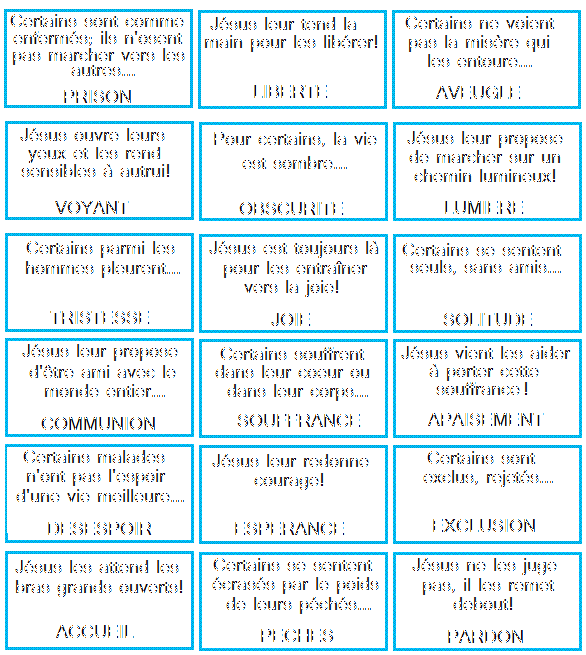 Certains sont comme
enfermés; ils n'osent
pas marcher vers les
autres.....
PRISON
Jésus leur tend la
main pour les libérer!
LIBERTE
Certains ne voient
pas la misère qui
les entoure.....
AVEUGLE
Jésus ouvre leurs
yeux et les rend
sensibles à autrui!
VOYANT
Pour certains, la vie
est sombre.....
OBSCURITE
Jésus leur propose
de marcher sur un
chemin lumineux!
LUMIERE
Certains parmi les
hommes pleurent.....
TRISTESSE
Jésus est toujours là
pour les entraîner
vers la joie!
JOIE
Certains se sentent
seuls, sans amis.....
SOLITUDE
Jésus leur propose
d'être ami avec le
monde entier.....
COMMUNION
Certains souffrent
dans leur coeur ou
dans leur corps.....
SOUFFRANCE
Jésus vient les aider
à porter cette
souffrance !
APAISEMENT
Certains malades
n'ont pas l'espoir
d'une vie meilleure.....
DESESPOIR
Jésus leur redonne
courage!
ESPERANCE
Certains sont
exclus, rejetés.....
EXCLUSION
Jésus les attend les
bras grands ouverts!
ACCUEIL
Certains se sentent
écrasés par le poids
de leurs péchés.....
PECHES
Jésus ne les juge
pas, il les remet
debout!
PARDON